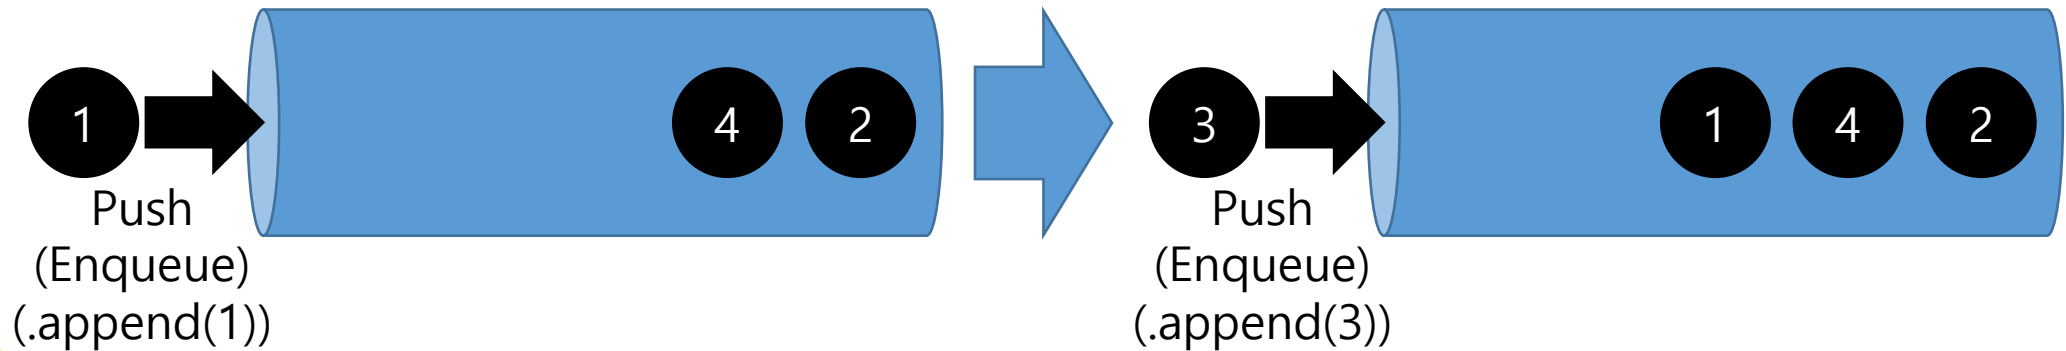 1
4 2
Push
(Enqueue)
(.append(1))
3
1 4 2
Push
(Enqueue)
(.append(3))